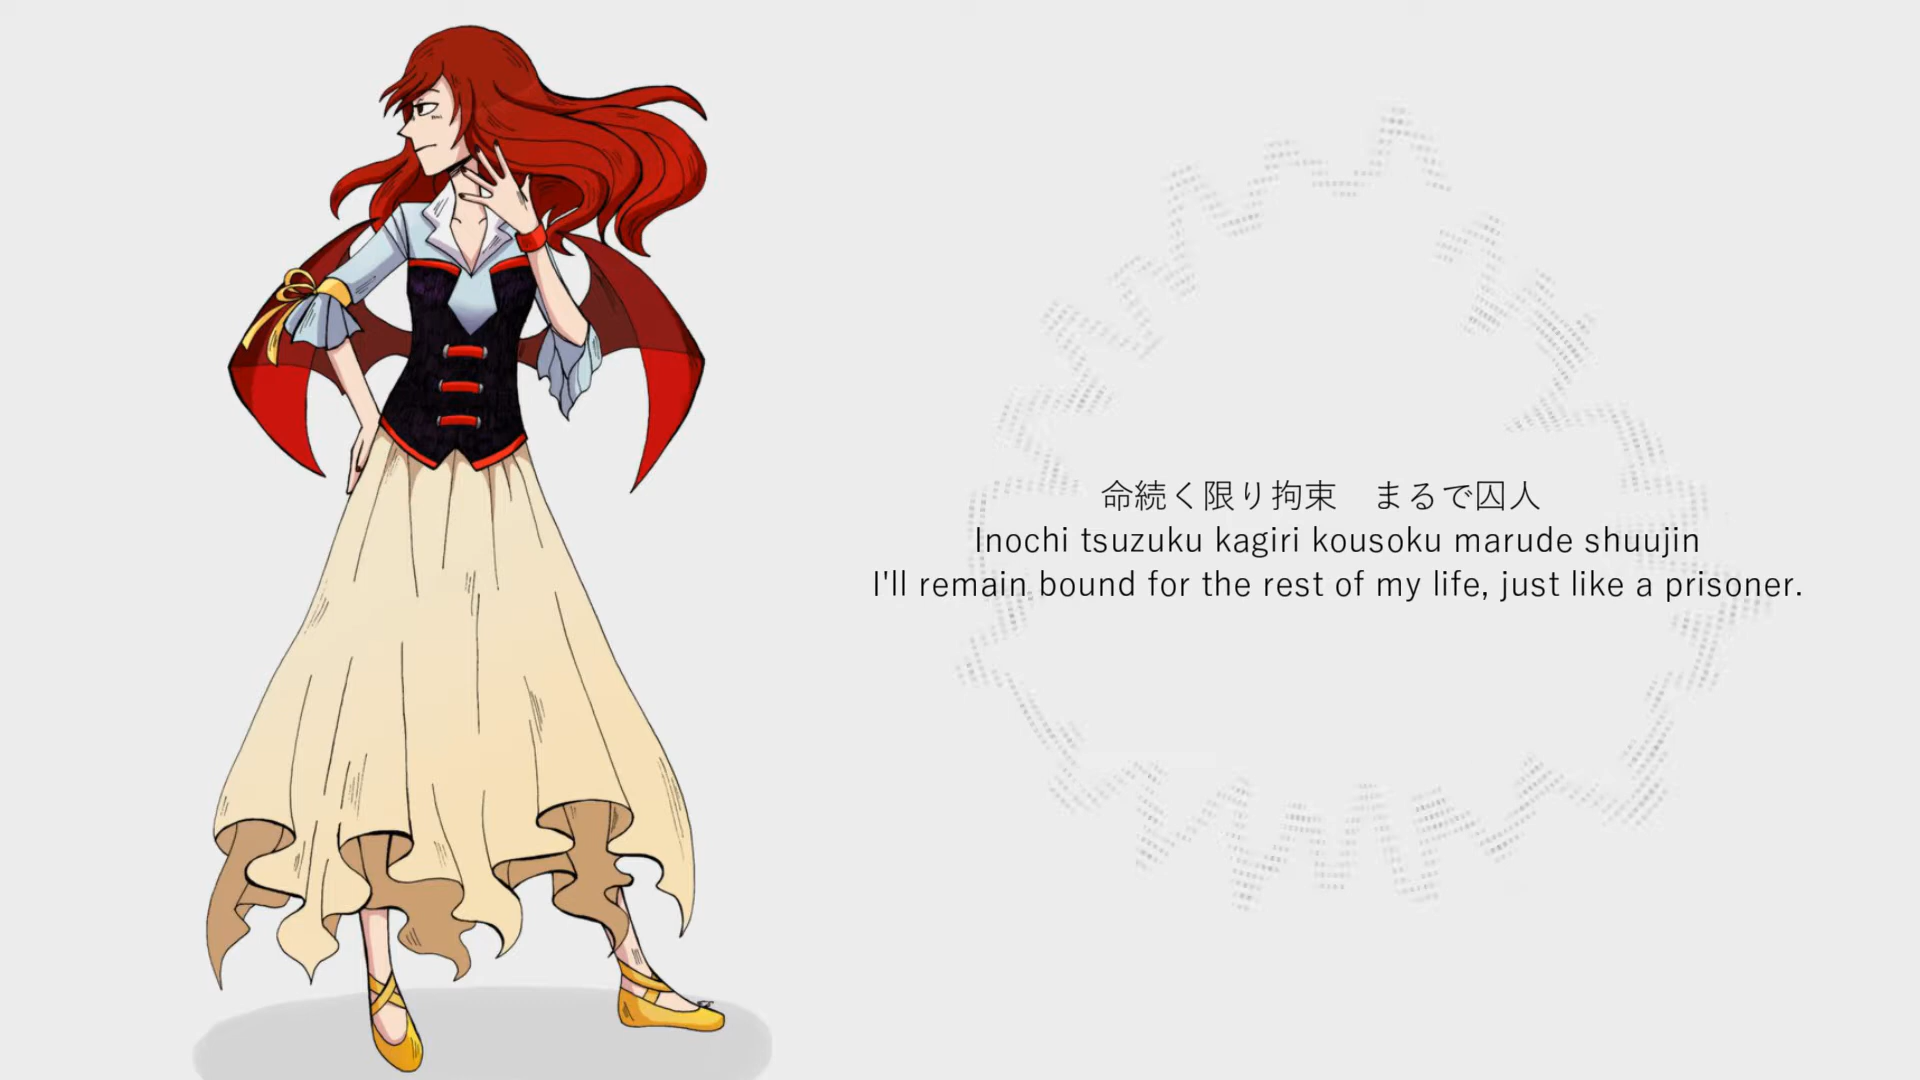 命続く限り拘束　まるで囚人
Inochi tsuzuku kagiri kousoku marude shuujin
I'll remain bound for the rest of my life, just like a prisoner.